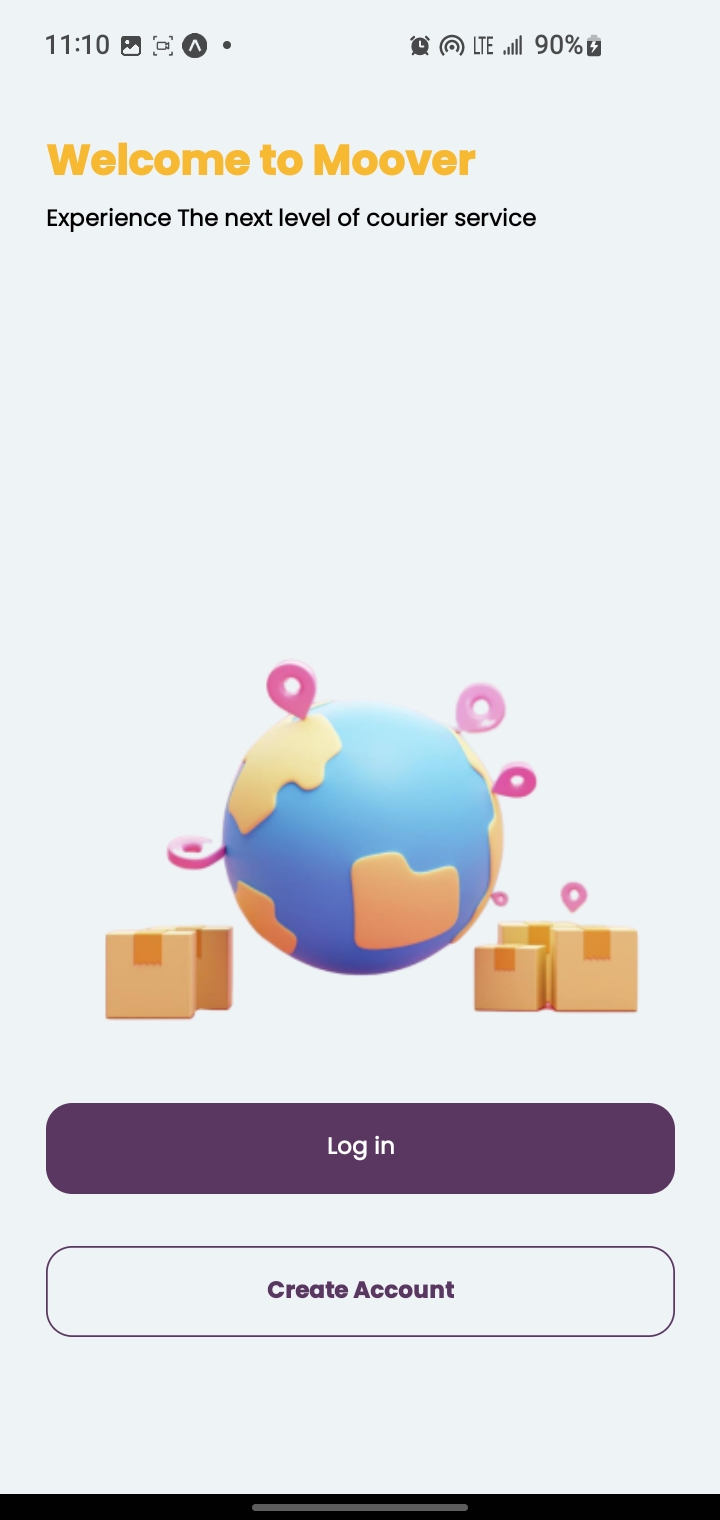 11:10 LTE 90%
Welcome to Moover
Experience The next level of courier service
Log in
Create Account